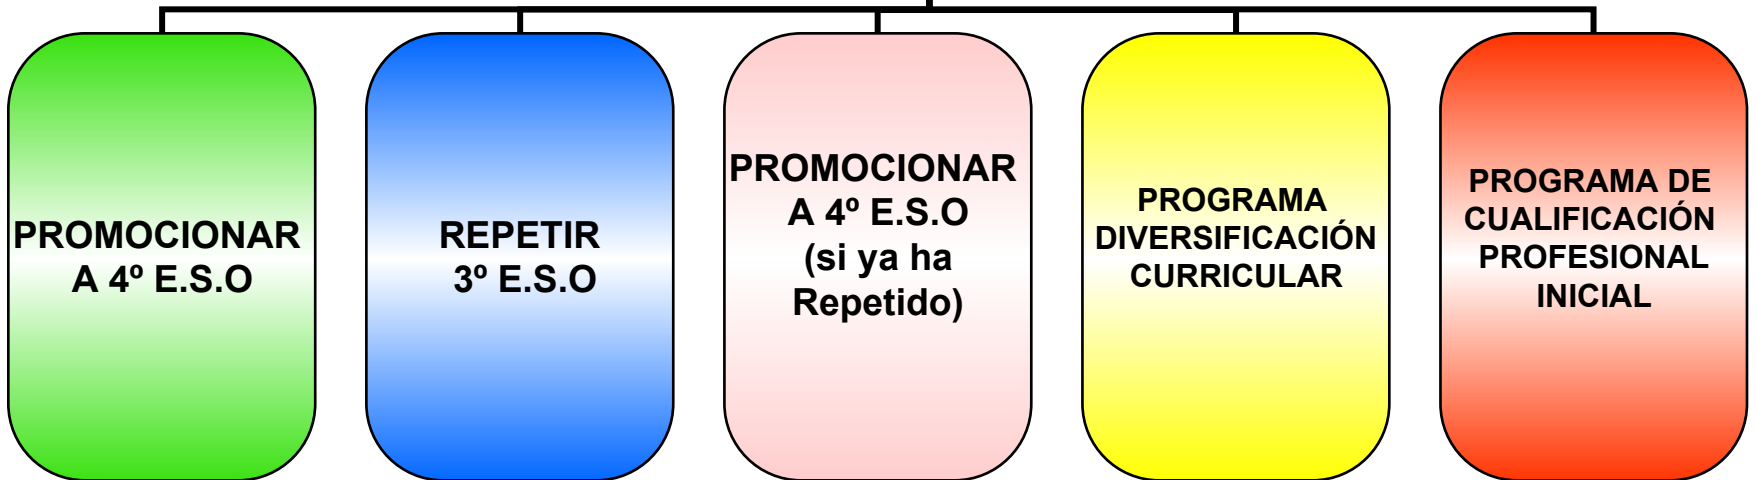 PROMOCIONAR
A 4º E.S.O
REPETIR
3º E.S.O
PROMOCIONAR
A 4º E.S.O
(si ya ha
Repetido)
PROGRAMA
DIVERSIFICACIÓN
CURRICULAR
PROGRAMA DE
CUALIFICACIÓN
PROFESIONAL
INICIAL